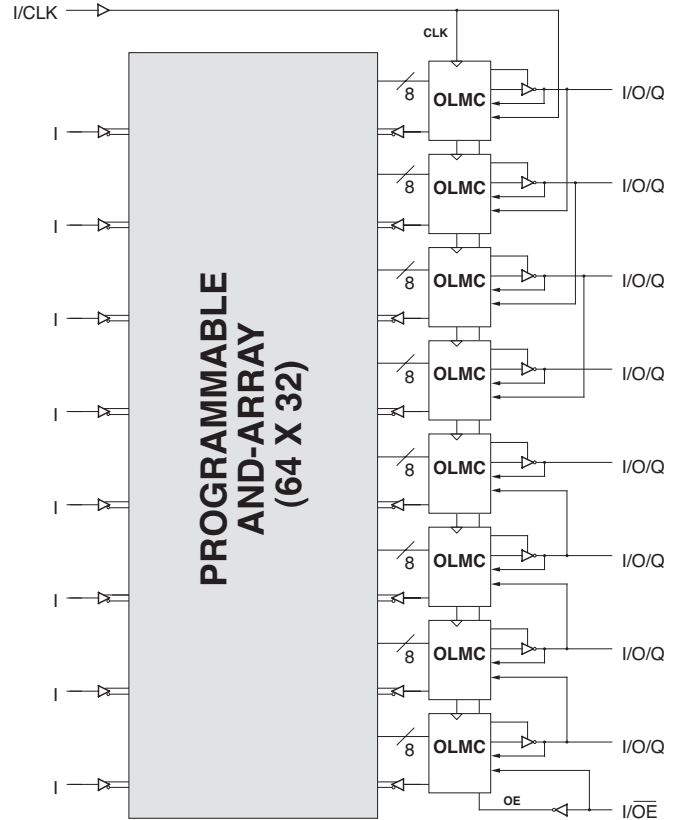 I/CLK
CLK
8
OLMC
I/O/Q
I
8
OLMC
I/O/Q
I
8
OLMC
I/O/Q
I
8
OLMC
I/O/Q
I
PROGRAMMABLE
AND-ARRAY
(64 X 32)
8
OLMC
I/O/Q
I
8
OLMC
I/O/Q
I
8
OLMC
I/O/Q
I
8
OLMC
I/O/Q
I
OE
I/O̅E̅